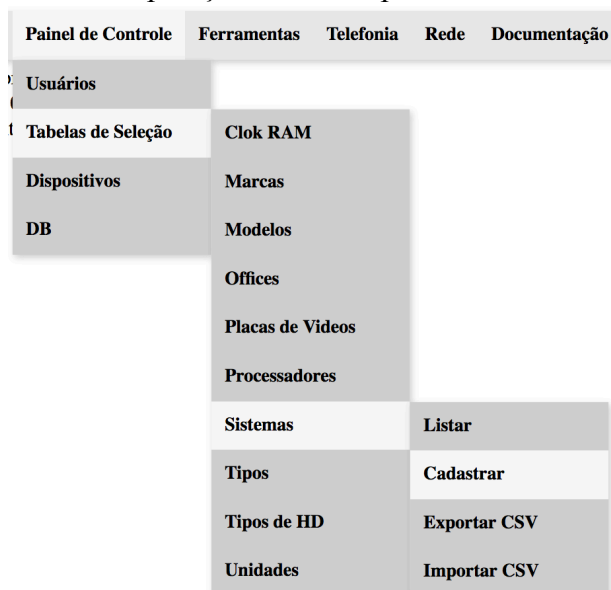 Painel de Controle Ferramentas Telefonia Rede Documentação
Usuários
Tabelas de Seleção
Dispositivos
DB
Clok RAM
Marcas
Modelos
Offices
Placas de Videos
Processadores
Sistemas
Tipos
Tipos de HD
Unidades
Listar
Cadastrar
Exportar CSV
Importar CSV